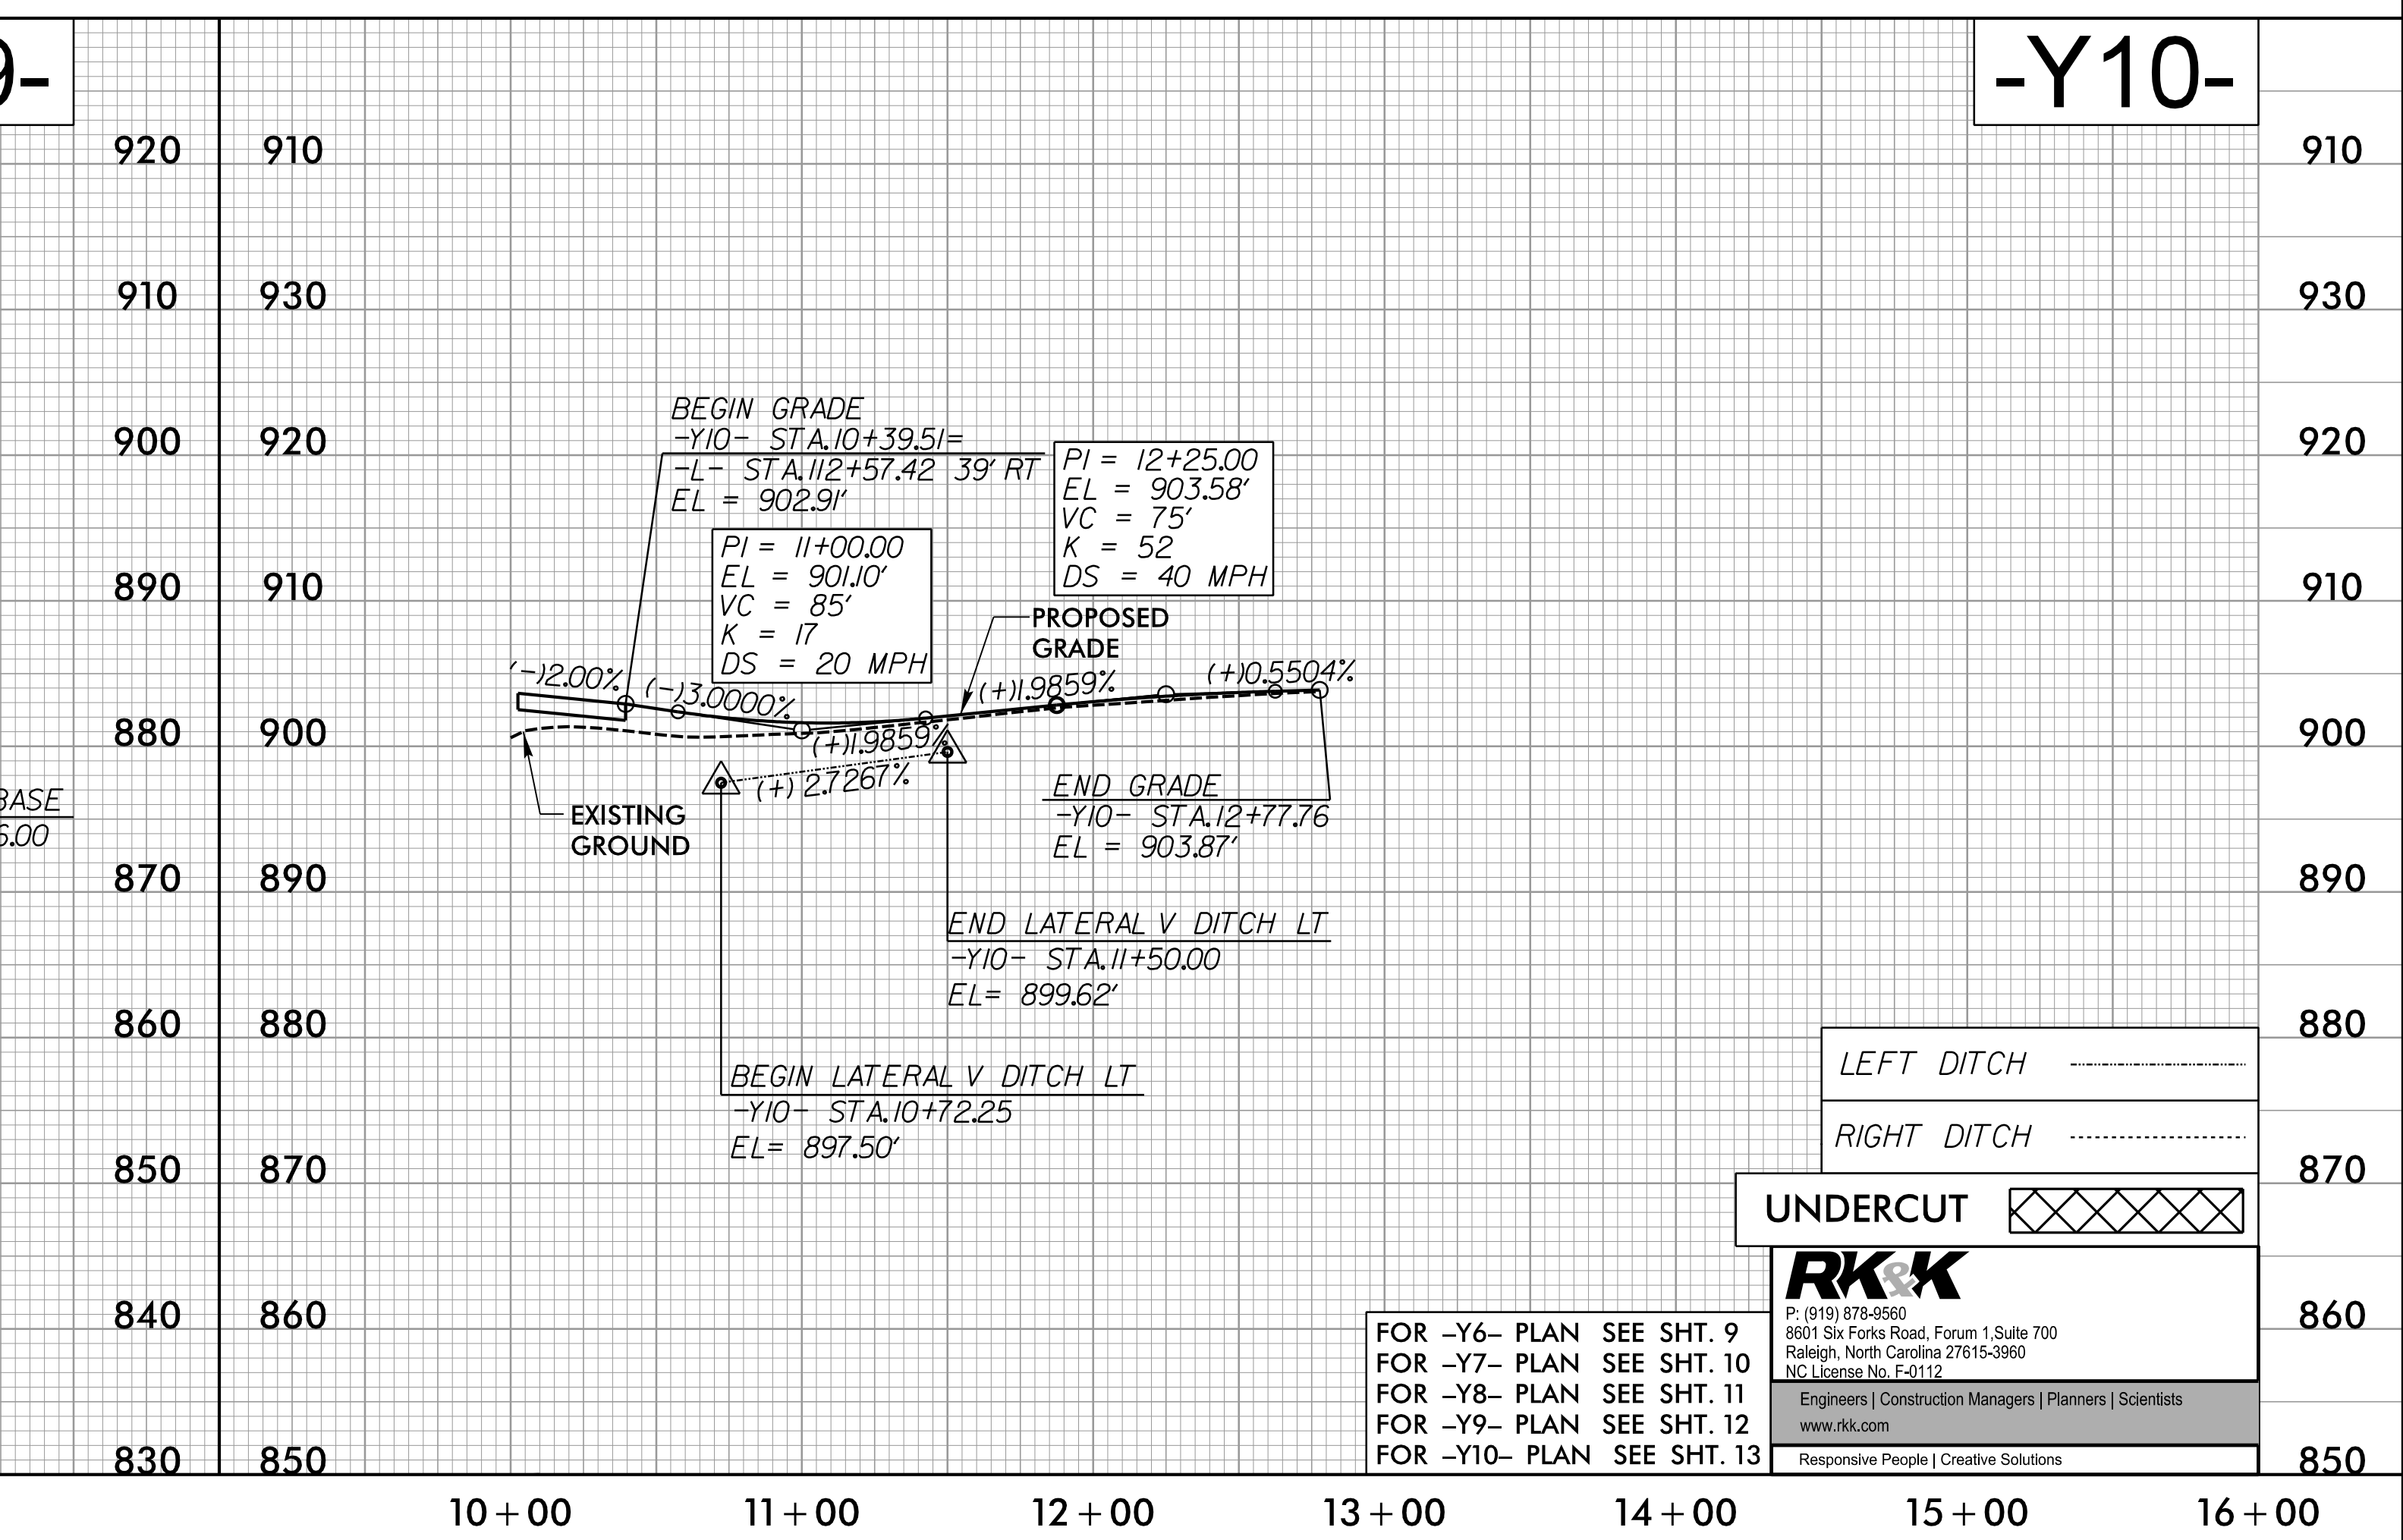 9-
-Y10-
920 910 910
910 930 930
900 920 920
890 910 910
880 900 900
870 890 890
860 880 880
850 870 870
840 860 860
830 850 850
BEGIN GRADE
-Y10- STA.10+39.51=
-L- STA.112+57.42 39' RT
EL = 902.91'
PI = 11+00.00
EL = 901.10'
VC = 85'
K = 17
DS = 20 MPH
PI = 12+25.00
EL = 903.58'
VC = 75'
K = 52
DS = 40 MPH
PROPOSED
GRADE
(-)2.00%
(-)3.0000%
(+)1.9859%
(+)0.5504%
(+)1.9859%
(+) 2.7267%
EXISTING
GROUND
BASE
6.00
END GRADE
-Y10- STA.12+77.76
EL = 903.87'
END LATERAL V DITCH LT
-Y10- STA.11+50.00
EL= 899.62'
BEGIN LATERAL V DITCH LT
-Y10- STA.10+72.25
EL= 897.50'
LEFT DITCH
RIGHT DITCH
UNDERCUT
RK&K
P: (919) 878-9560
8601 Six Forks Road, Forum 1,Suite 700
Raleigh, North Carolina 27615-3960
NC License No. F-0112
Engineers | Construction Managers | Planners | Scientists
www.rkk.com
Responsive People | Creative Solutions
FOR -Y6- PLAN SEE SHT. 9
FOR -Y7- PLAN SEE SHT. 10
FOR -Y8- PLAN SEE SHT. 11
FOR -Y9- PLAN SEE SHT. 12
FOR -Y10- PLAN SEE SHT. 13
10+00 11+00 12+00 13+00 14+00 15+00 16+00